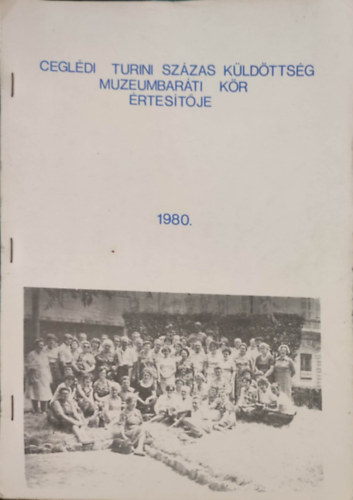 CEGLÉDI TURINI SZÁZAS KÜLDÖTTSÉG
MUZEUMBARÁTI KÖR
ÉRTESÍTŐJE
1980.